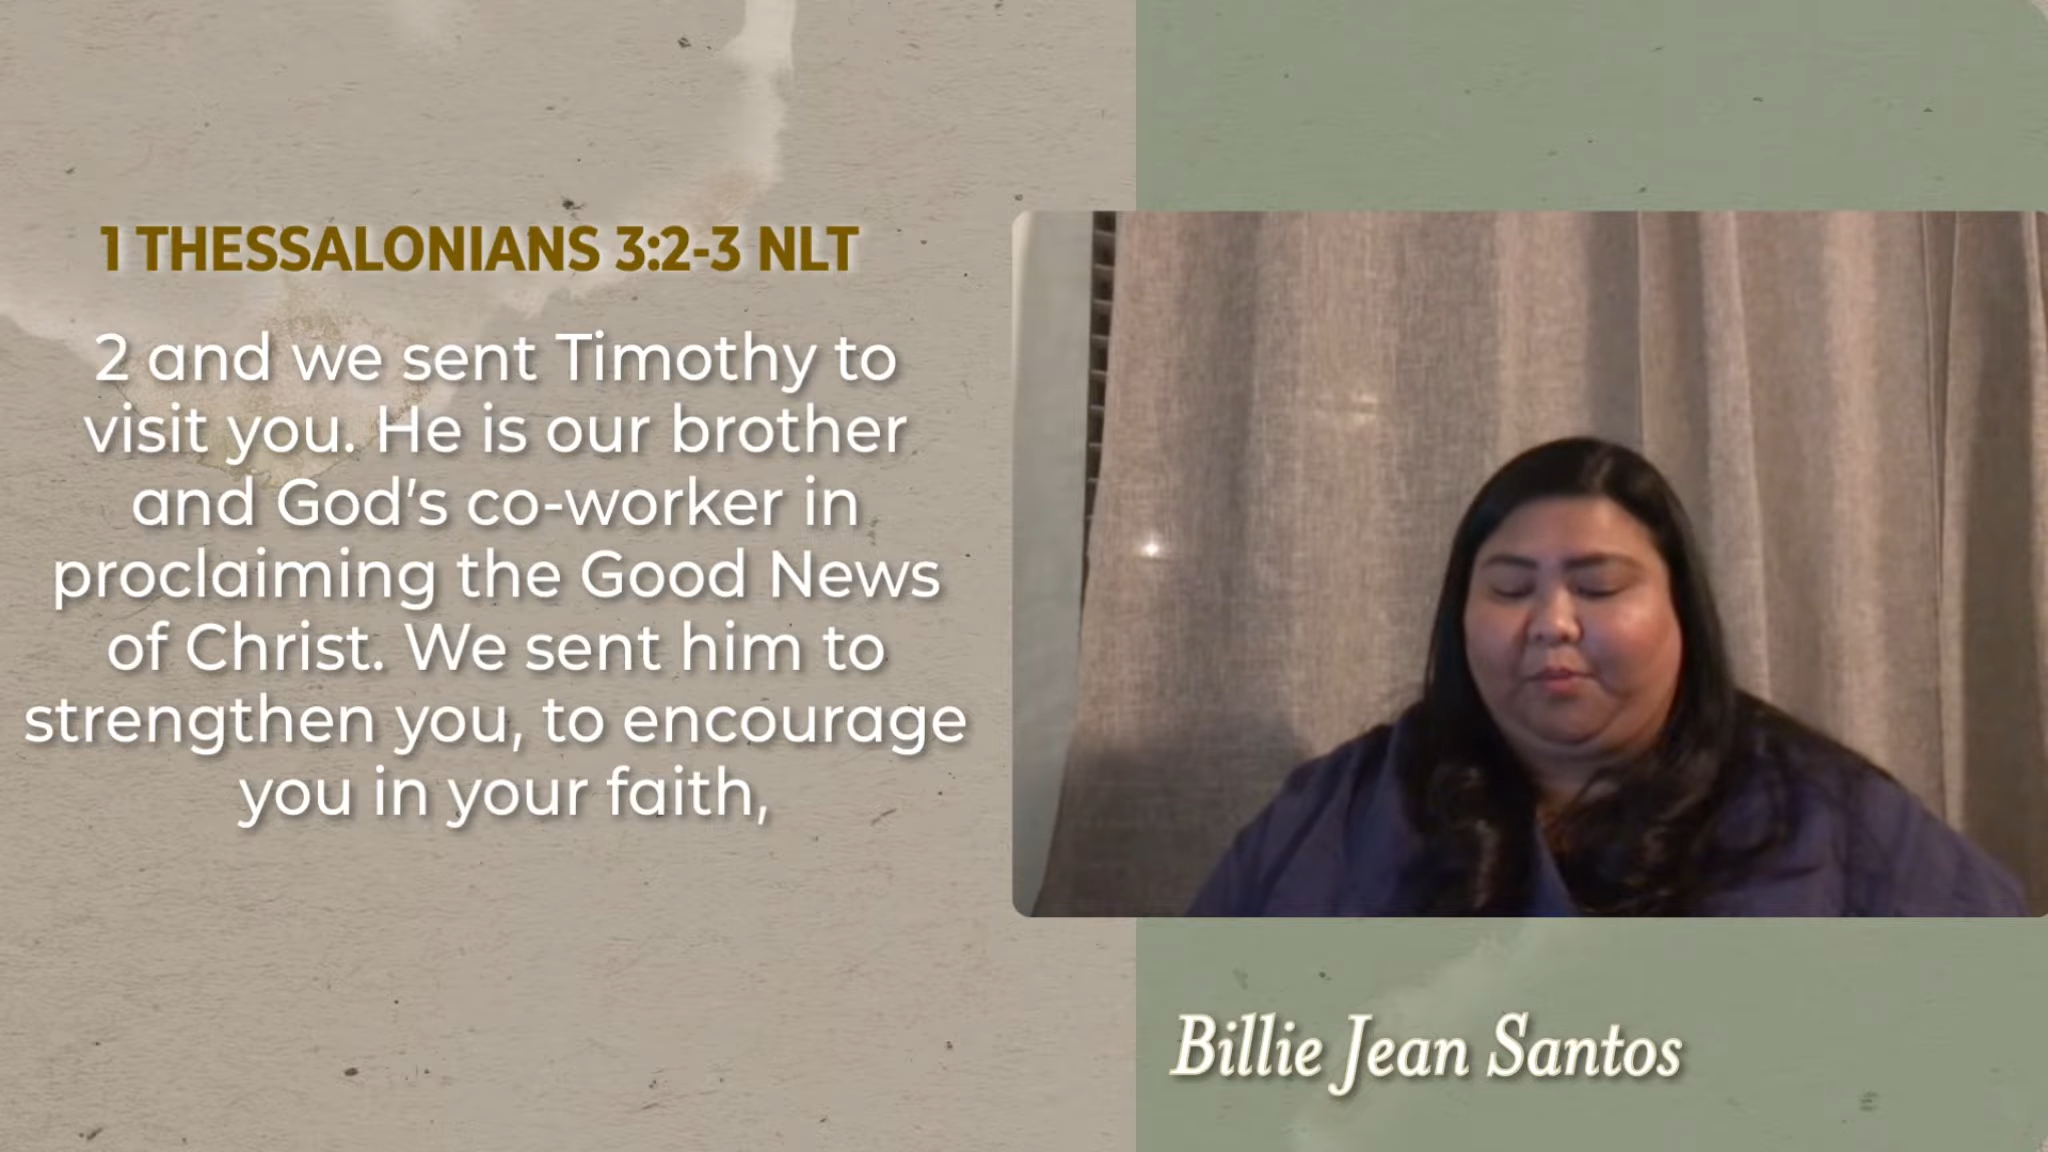 1 THESSALONIANS 3:2-3 NLT
2 and we sent Timothy to
visit you. He is our brother
and God's co-worker in
proclaiming the Good News
of Christ. We sent him to
strengthen you, to encourage
you in your faith,
Billie Jean Santos